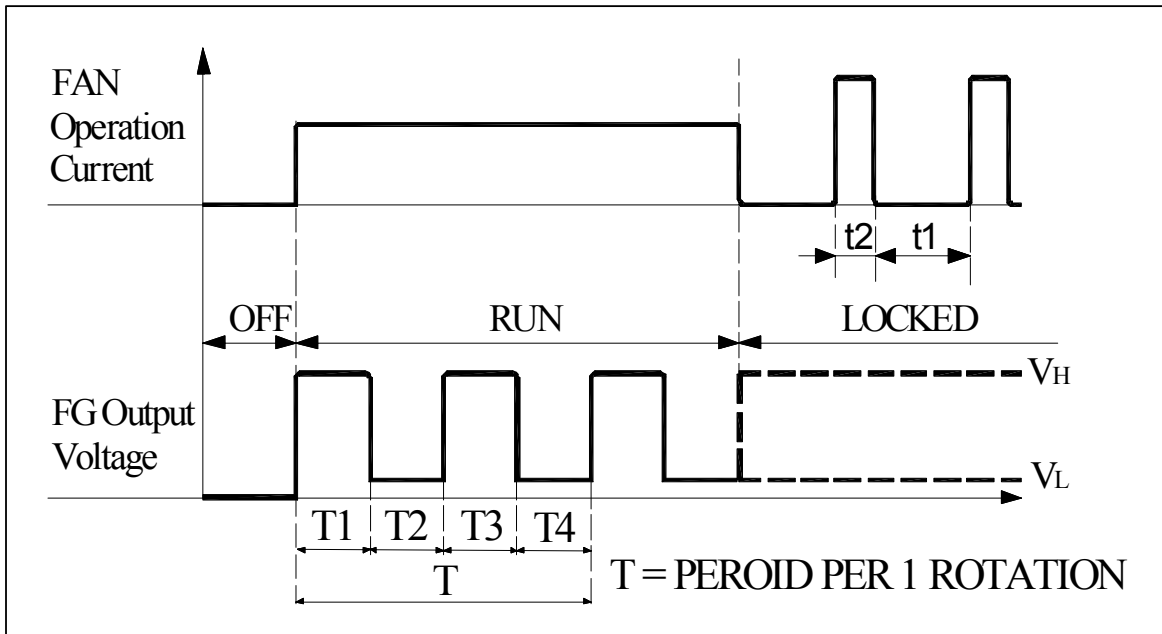 FAN
Operation
Current
t2 t1
OFF RUN LOCKED
VH
FG Output
Voltage
VL
T1 T2 T3 T4
T
T = PEROID PER 1 ROTATION